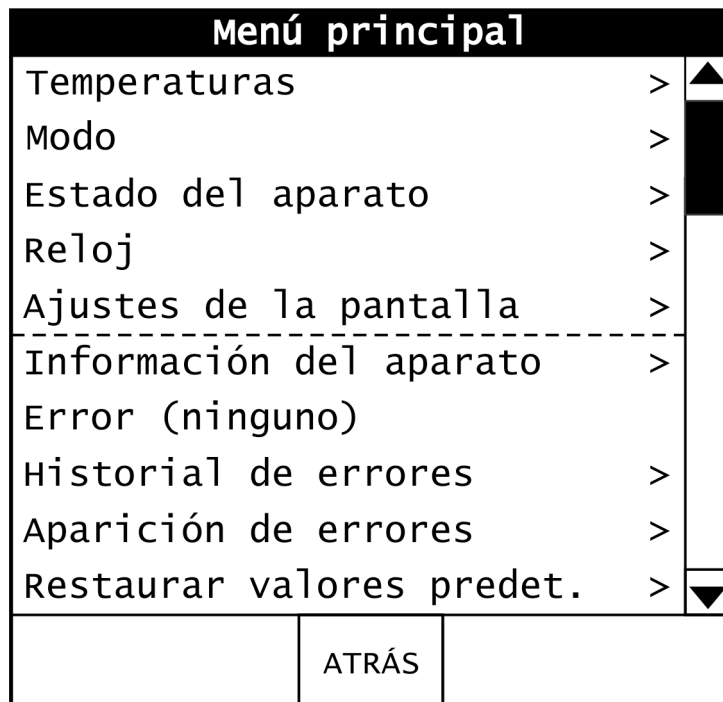 Menú principal
Temperaturas >
Modo >
Estado del aparato >
Reloj >
Ajustes de la pantalla >
Información del aparato >
Error (ninguno)
Historial de errores >
Aparición de errores >
Restaurar valores predet. >
ATRÁS